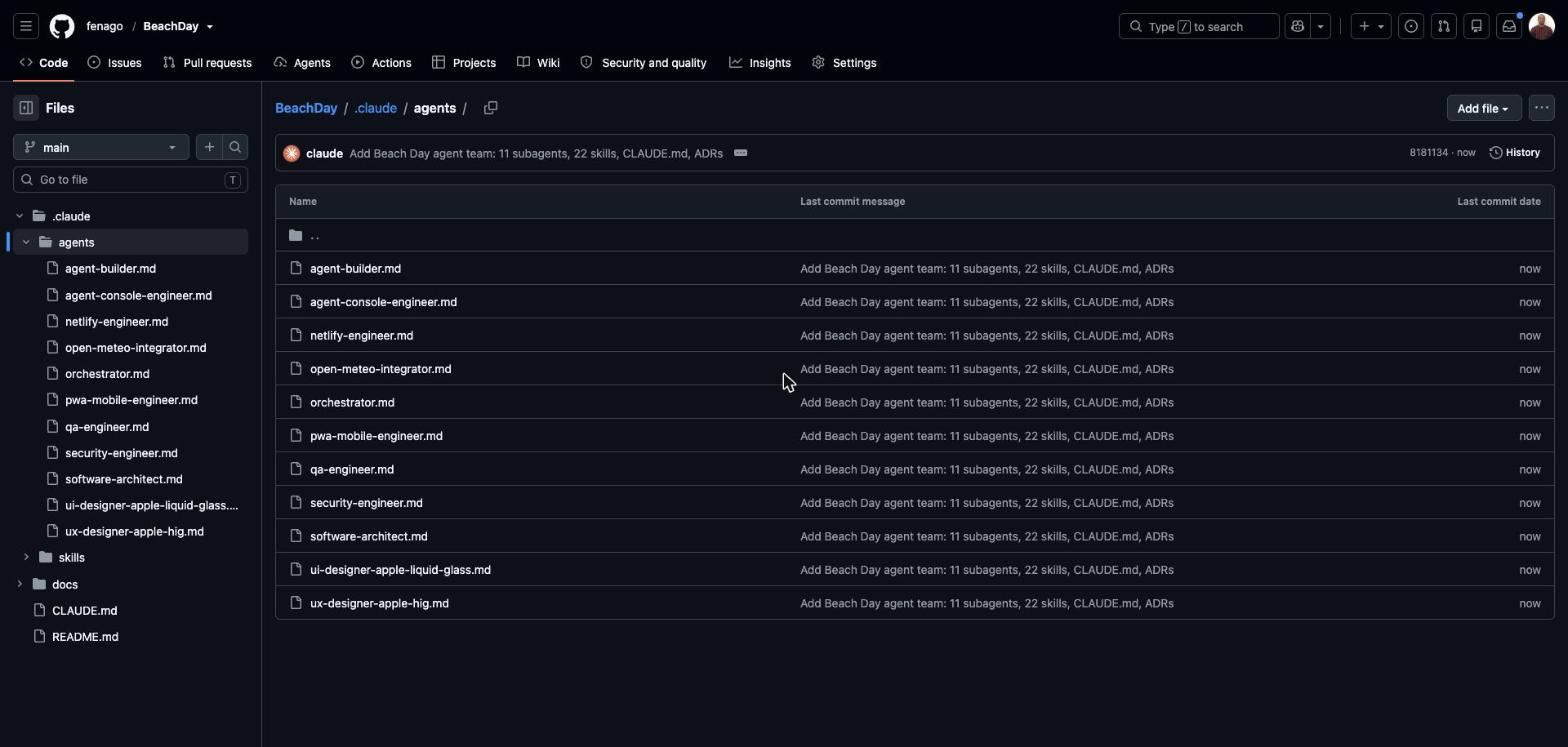 fenago / BeachDay
Type / to search
Code Issues Pull requests Agents Actions Projects Wiki Security and quality Insights Settings
Files
main
Go to file T
.claude
agents
agent-builder.md
agent-console-engineer.md
netlify-engineer.md
open-meteo-integrator.md
orchestrator.md
pwa-mobile-engineer.md
qa-engineer.md
security-engineer.md
software-architect.md
ui-designer-apple-liquid-glass....
ux-designer-apple-hig.md
skills
docs
CLAUDE.md
README.md
BeachDay / .claude / agents /
Add file
claude Add Beach Day agent team: 11 subagents, 22 skills, CLAUDE.md, ADRs
8181134 · now History
Name Last commit message Last commit date
..
agent-builder.md Add Beach Day agent team: 11 subagents, 22 skills, CLAUDE.md, ADRs now
agent-console-engineer.md Add Beach Day agent team: 11 subagents, 22 skills, CLAUDE.md, ADRs now
netlify-engineer.md Add Beach Day agent team: 11 subagents, 22 skills, CLAUDE.md, ADRs now
open-meteo-integrator.md Add Beach Day agent team: 11 subagents, 22 skills, CLAUDE.md, ADRs now
orchestrator.md Add Beach Day agent team: 11 subagents, 22 skills, CLAUDE.md, ADRs now
pwa-mobile-engineer.md Add Beach Day agent team: 11 subagents, 22 skills, CLAUDE.md, ADRs now
qa-engineer.md Add Beach Day agent team: 11 subagents, 22 skills, CLAUDE.md, ADRs now
security-engineer.md Add Beach Day agent team: 11 subagents, 22 skills, CLAUDE.md, ADRs now
software-architect.md Add Beach Day agent team: 11 subagents, 22 skills, CLAUDE.md, ADRs now
ui-designer-apple-liquid-glass.md Add Beach Day agent team: 11 subagents, 22 skills, CLAUDE.md, ADRs now
ux-designer-apple-hig.md Add Beach Day agent team: 11 subagents, 22 skills, CLAUDE.md, ADRs now